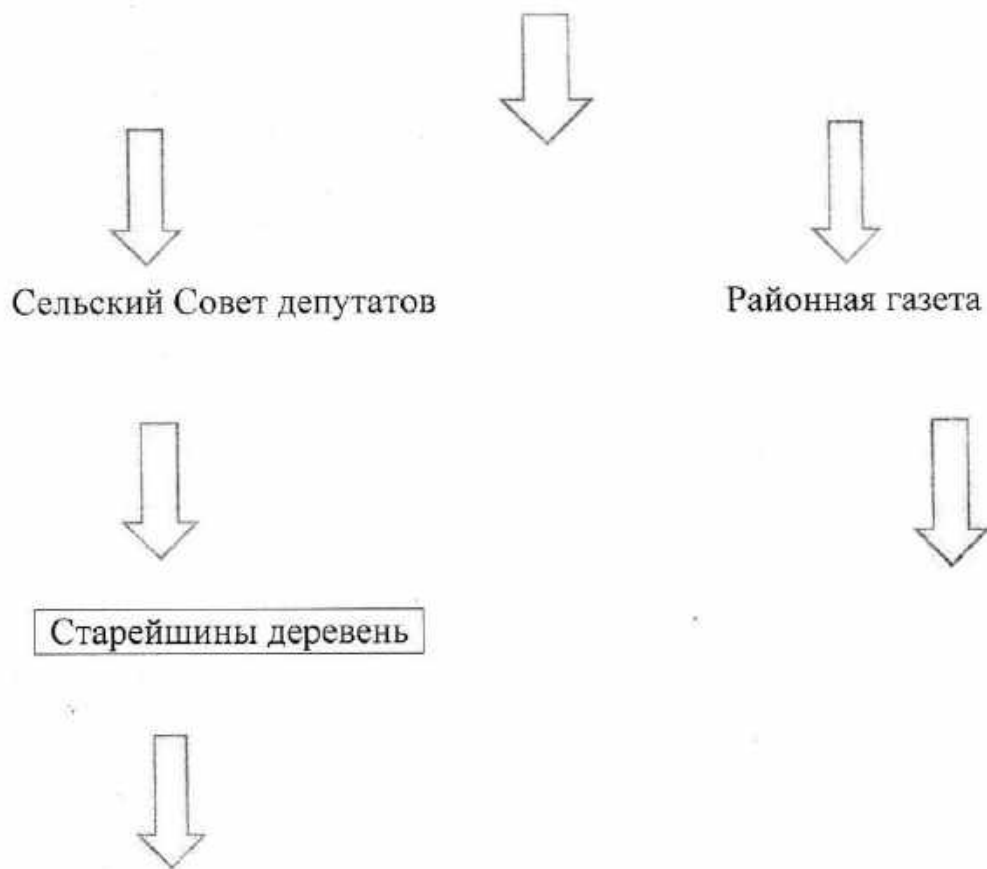 Сельский Совет депутатов
Районная газета
Старейшины деревень